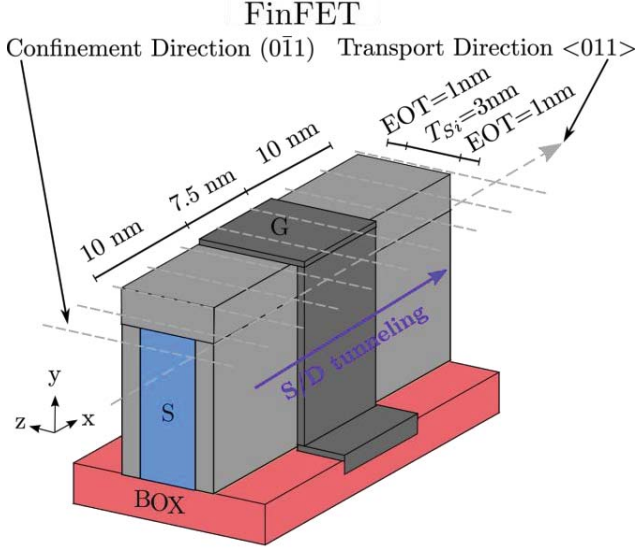 FinFET
Confinement Direction (01̄1) Transport Direction <011>
EOT=1nm
T_Si=3nm
EOT=1nm
10 nm
7.5 nm
10 nm
G
S/D tunneling
S
y
x
z
BOX